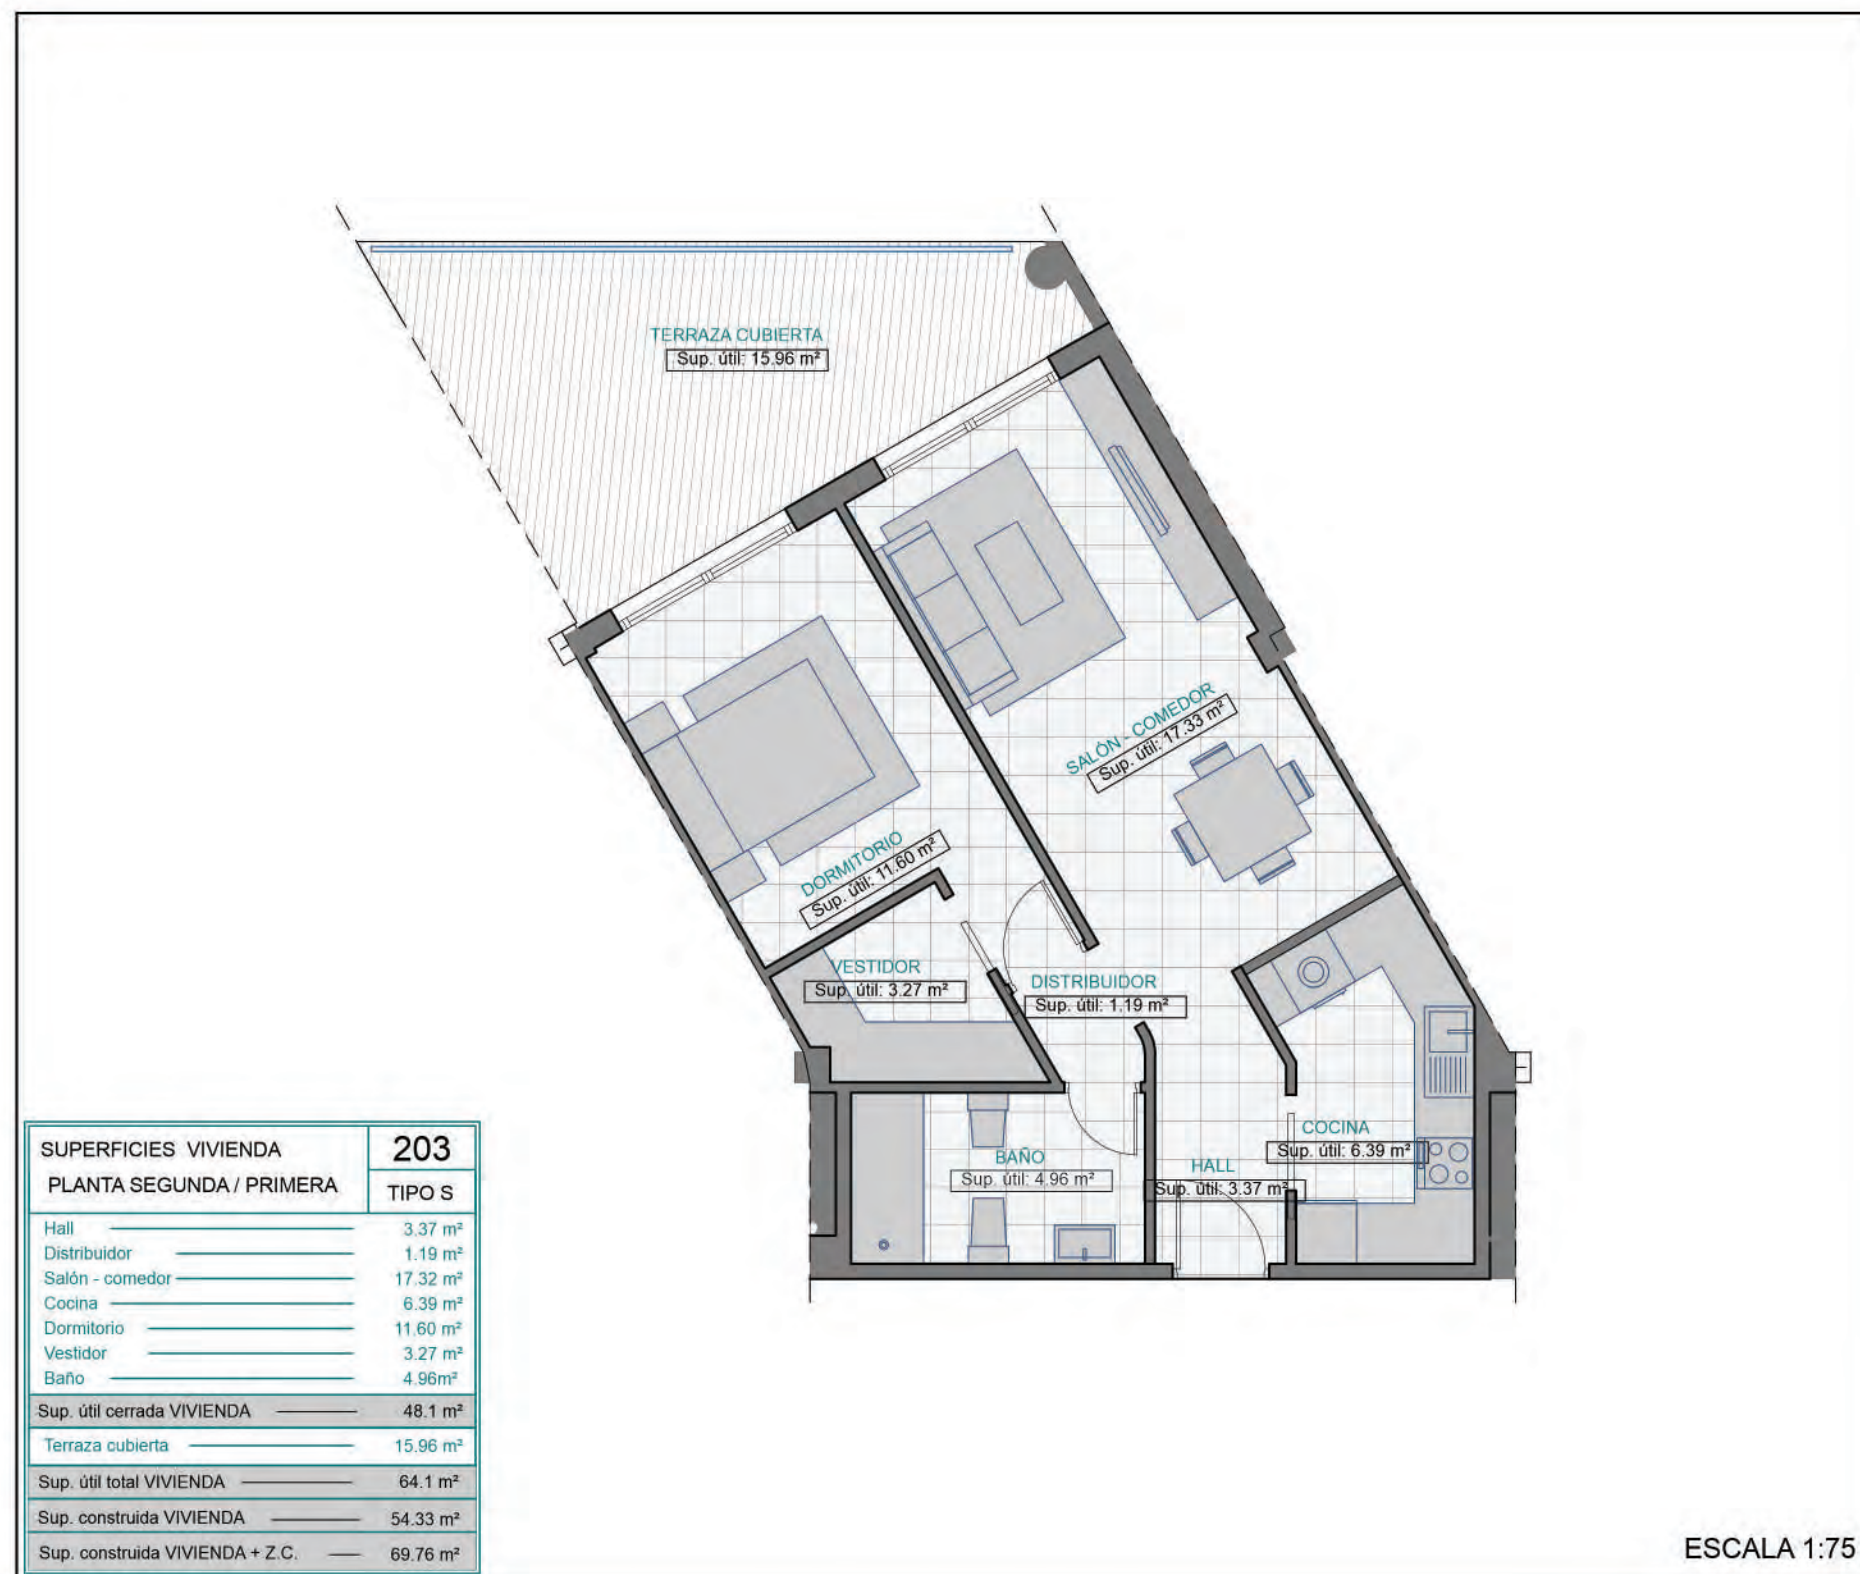 TERRAZA CUBIERTA
Sup. útil: 15.96 m²
SALÓN - COMEDOR
Sup. útil: 17.33 m²
DORMITORIO
Sup. útil: 11.60 m²
VESTIDOR
Sup. útil: 3.27 m²
DISTRIBUIDOR
Sup. útil: 1.19 m²
COCINA
Sup. útil: 6.39 m²
BAÑO
Sup. útil: 4.96 m²
HALL
Sup. útil: 3.37 m²
SUPERFICIES VIVIENDA 203
PLANTA SEGUNDA / PRIMERA TIPO S
Hall 3.37 m²
Distribuidor 1.19 m²
Salón - comedor 17.32 m²
Cocina 6.39 m²
Dormitorio 11.60 m²
Vestidor 3.27 m²
Baño 4.96m²
Sup. útil cerrada VIVIENDA 48.1 m²
Terraza cubierta 15.96 m²
Sup. útil total VIVIENDA 64.1 m²
Sup. construida VIVIENDA 54.33 m²
Sup. construida VIVIENDA + Z.C. 69.76 m²
ESCALA 1:75